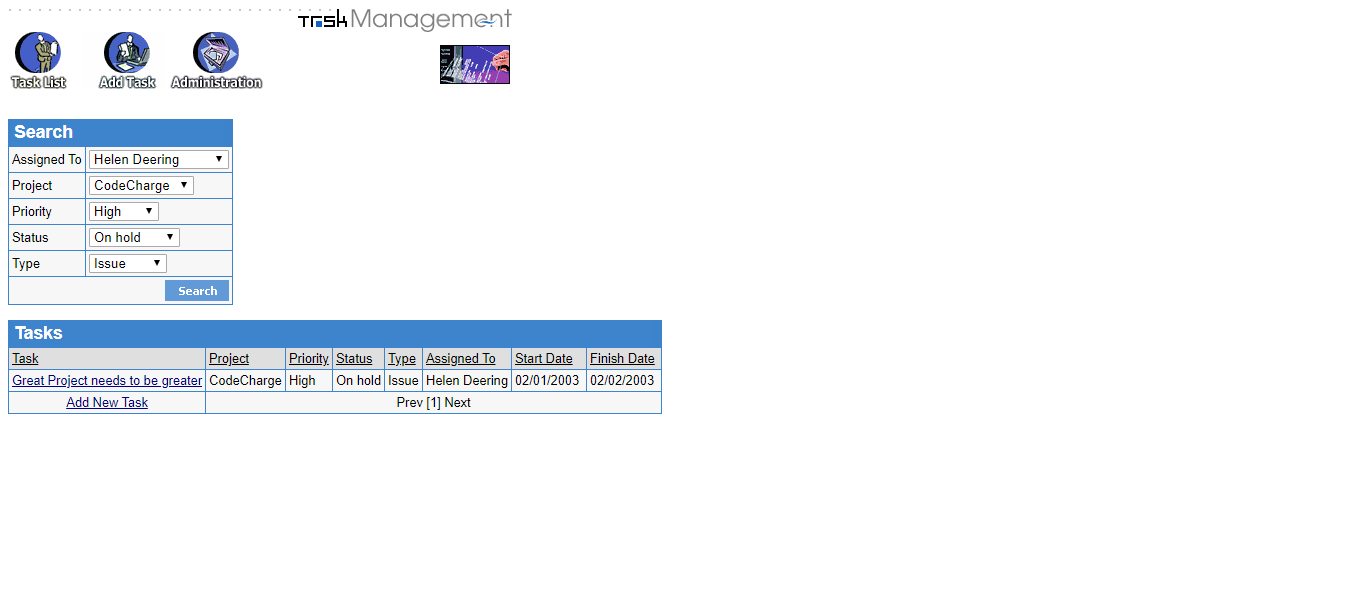 Task Management
Task List Add Task Administration
Search
Assigned To Helen Deering
Project CodeCharge
Priority High
Status On hold
Type Issue
Search
Tasks
Task Project Priority Status Type Assigned To Start Date Finish Date
Great Project needs to be greater CodeCharge High On hold Issue Helen Deering 02/01/2003 02/02/2003
Add New Task Prev [1] Next